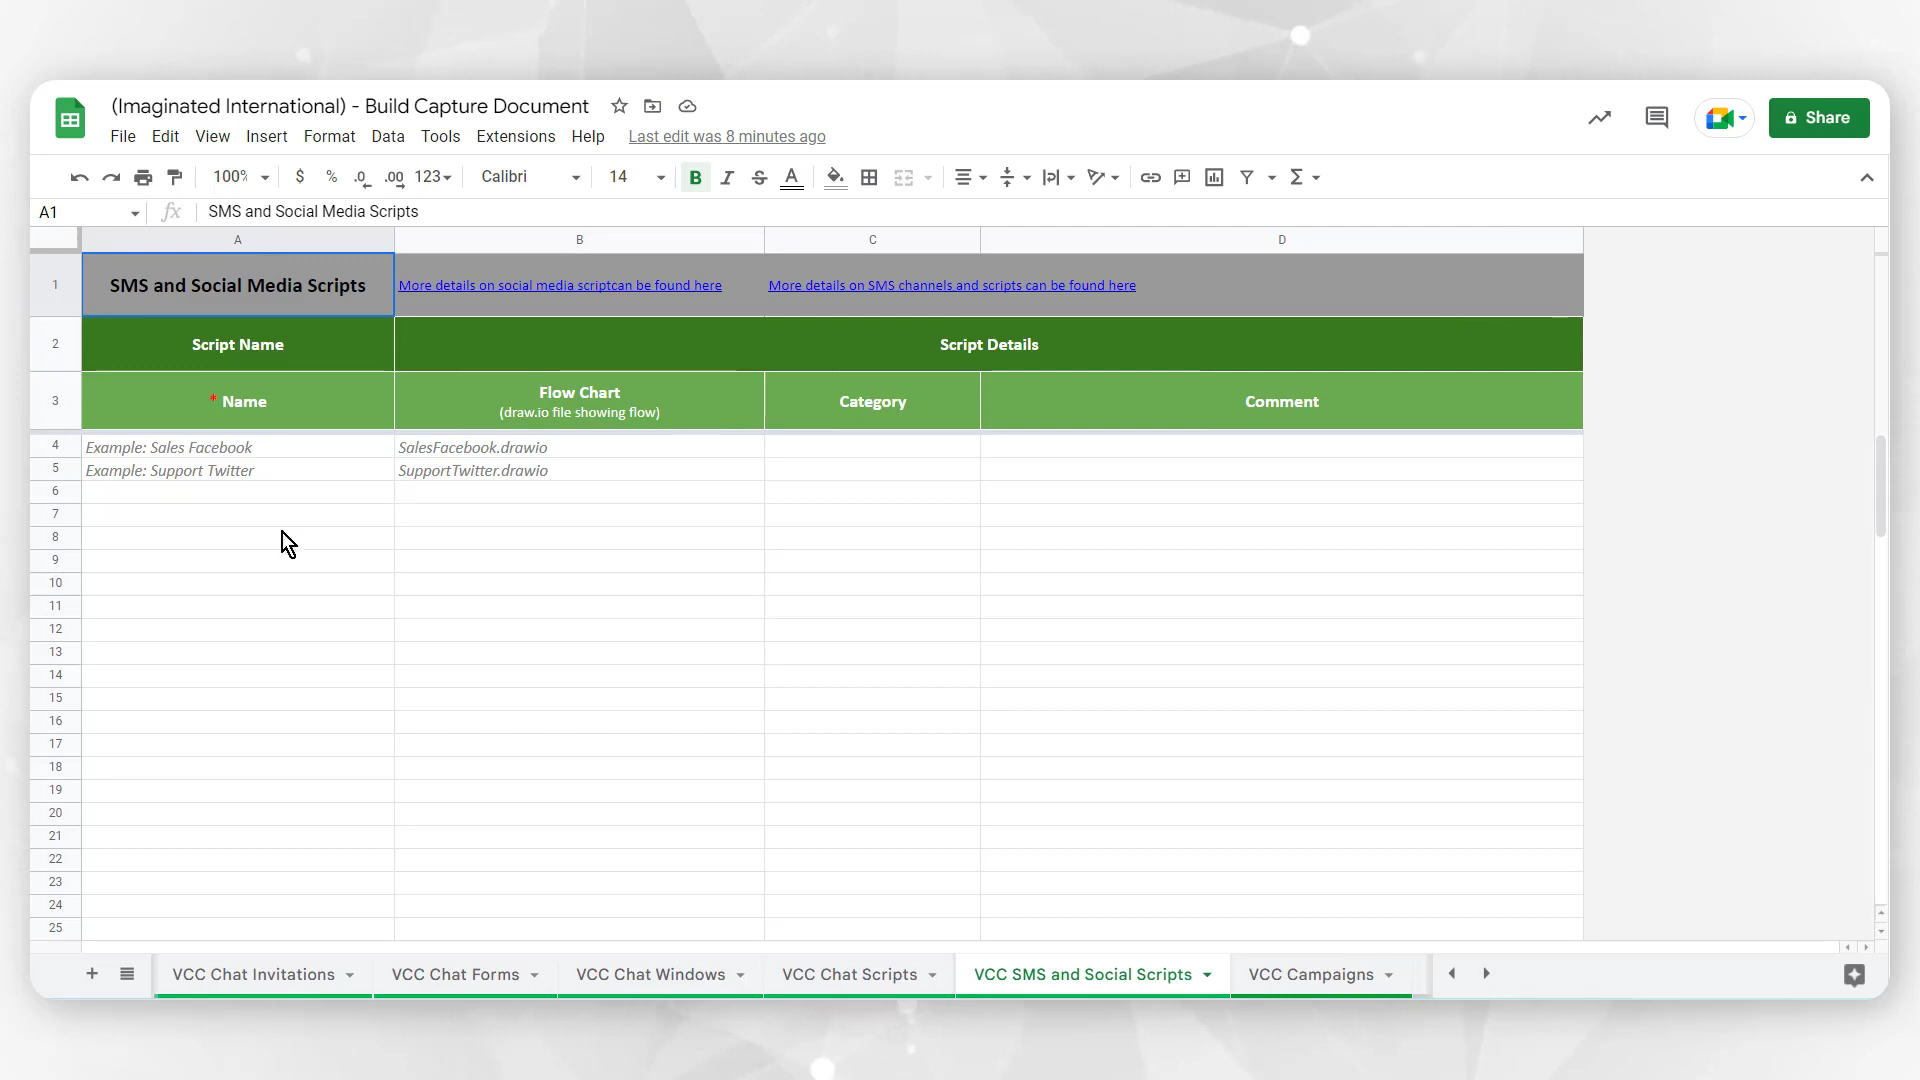 (Imaginated International) - Build Capture Document
File Edit View Insert Format Data Tools Extensions Help Last edit was 8 minutes ago
Share
100% $ % .0 .00 123 Calibri 14 B I S A Σ
A1 fx SMS and Social Media Scripts
A B C D
1 SMS and Social Media Scripts More details on social media scriptcan be found here More details on SMS channels and scripts can be found here
2 Script Name Script Details
3 * Name Flow Chart Category Comment
(draw.io file showing flow)
4 Example: Sales Facebook SalesFacebook.drawio
5 Example: Support Twitter SupportTwitter.drawio
6
7
8
9
10
11
12
13
14
15
16
17
18
19
20
21
22
23
24
25
+ VCC Chat Invitations VCC Chat Forms VCC Chat Windows VCC Chat Scripts VCC SMS and Social Scripts VCC Campaigns